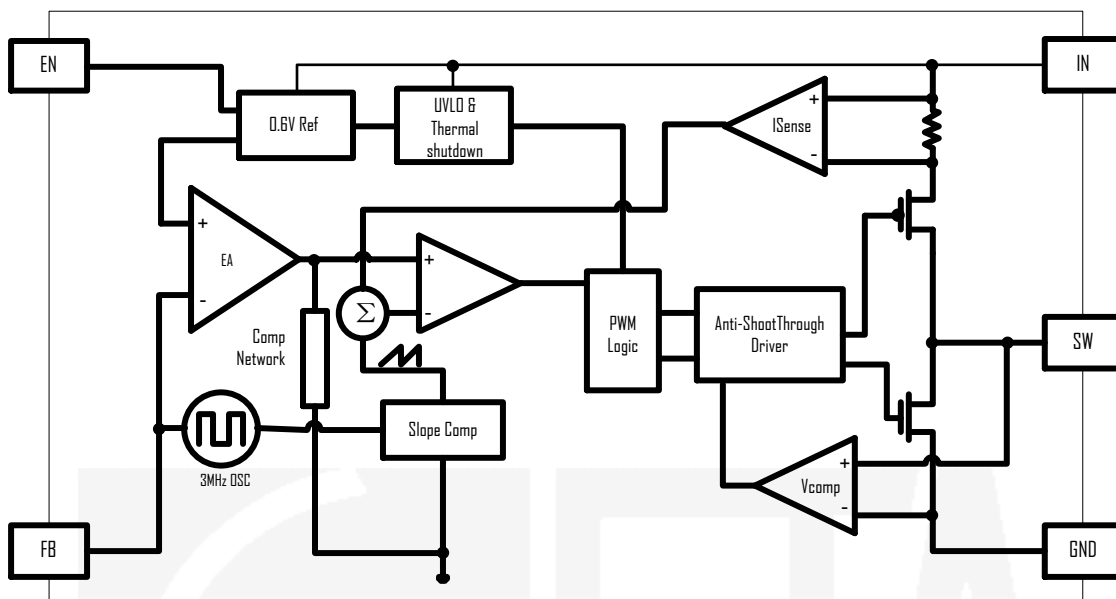 EN
IN
0.6V Ref
UVLO &
Thermal
shutdown
+
ISense
-
+
EA
-
+
Σ
-
Comp
Network
PWM
Logic
Anti-ShootThrough
Driver
SW
Slope Comp
3MHz OSC
+
Vcomp
-
FB
GND